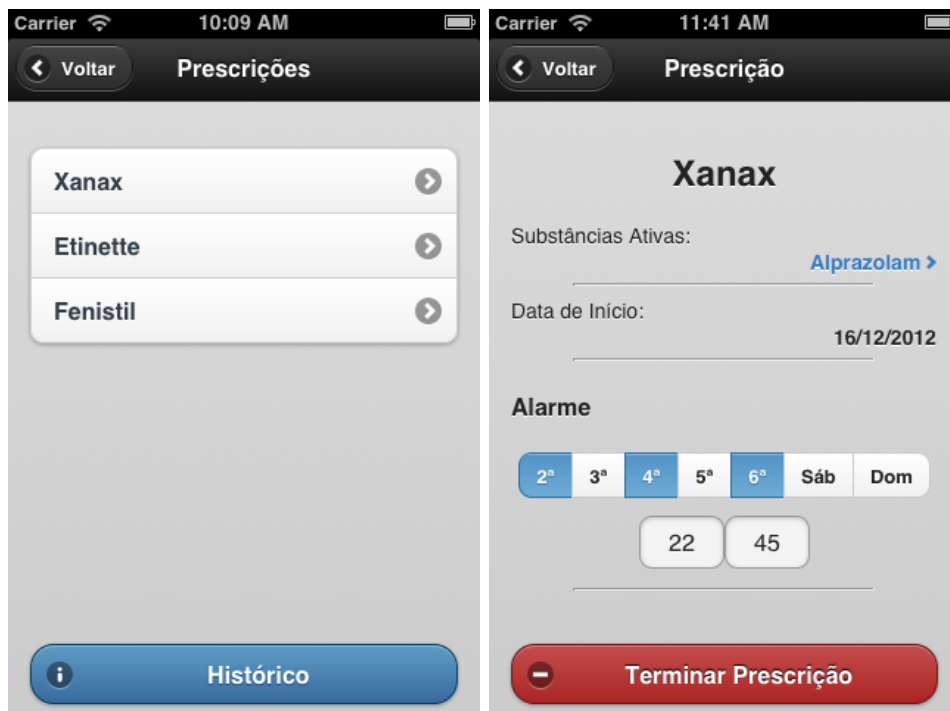 Carrier 10:09 AM
Voltar Prescrições
Xanax
Etinette
Fenistil
Histórico
Carrier 11:41 AM
Voltar Prescrição
Xanax
Substâncias Ativas:
Alprazolam
Data de Início:
16/12/2012
Alarme
2ª 3ª 4ª 5ª 6ª Sáb Dom
22 45
Terminar Prescrição